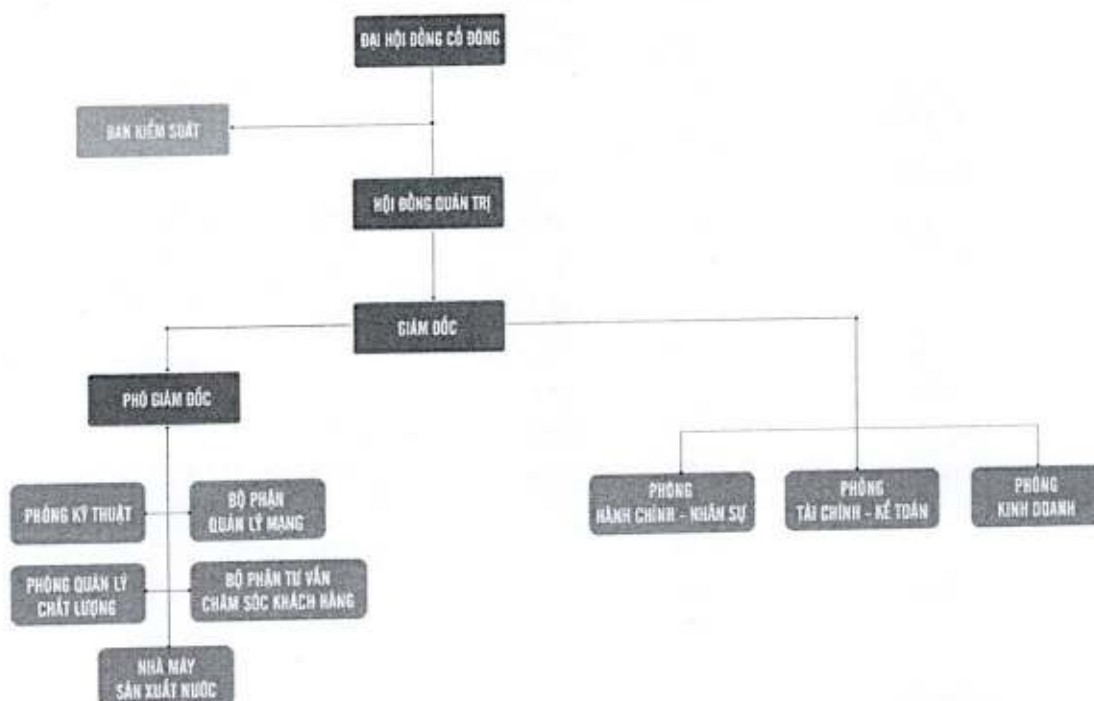 ĐẠI HỘI ĐỒNG CỔ ĐÔNG
BAN KIỂM SOÁT
HỘI ĐỒNG QUẢN TRỊ
GIÁM ĐỐC
PHÓ GIÁM ĐỐC
PHÒNG KỸ THUẬT
BỘ PHẬN
QUẢN LÝ MẠNG
PHÒNG QUẢN LÝ
CHẤT LƯỢNG
BỘ PHẬN TƯ VẤN
CHĂM SÓC KHÁCH HÀNG
NHÀ MÁY
SẢN XUẤT NƯỚC
PHÒNG
HÀNH CHÍNH - NHÂN SỰ
PHÒNG
TÀI CHÍNH - KẾ TOÁN
PHÒNG
KINH DOANH